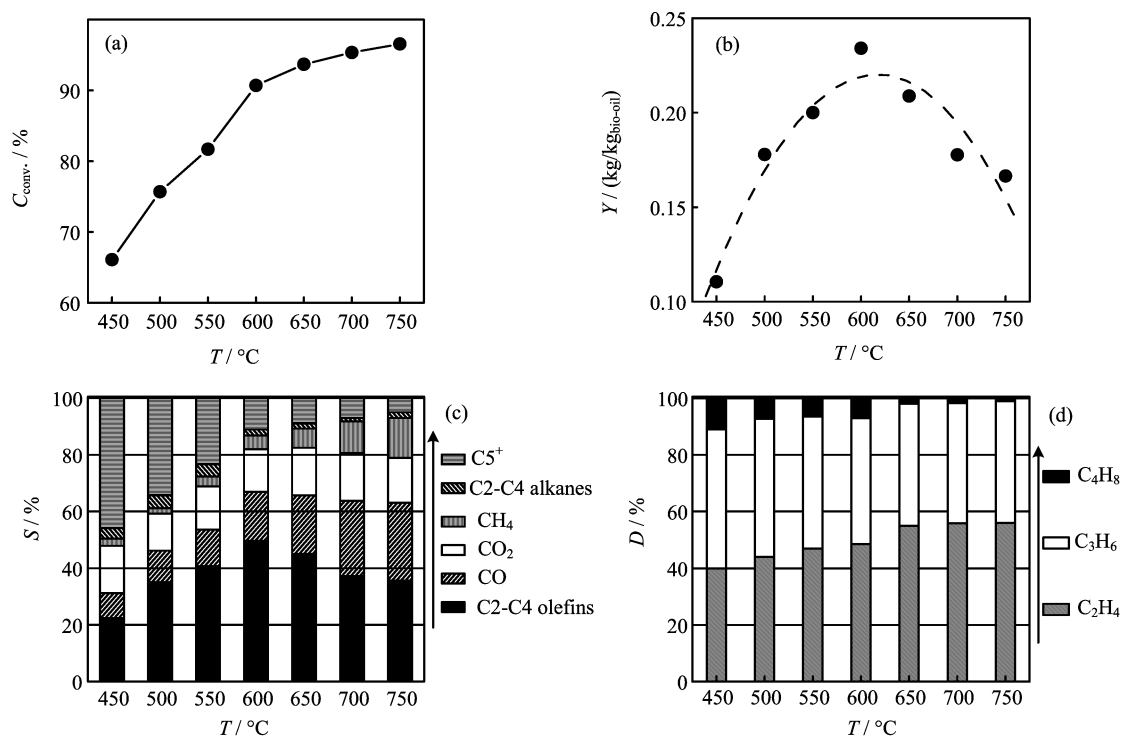 (a)
90
80
70
60
C_conv. / %
450 500 550 600 650 700 750
T / °C
(b)
0.25
0.20
0.15
0.10
Y / (kg/kg_bio-oil)
450 500 550 600 650 700 750
T / °C
(c)
100
80
60
40
20
0
S / %
450 500 550 600 650 700 750
T / °C
C5⁺
C2-C4 alkanes
CH₄
CO₂
CO
C2-C4 olefins
(d)
100
80
60
40
20
0
D / %
450 500 550 600 650 700 750
T / °C
C₄H₈
C₃H₆
C₂H₄